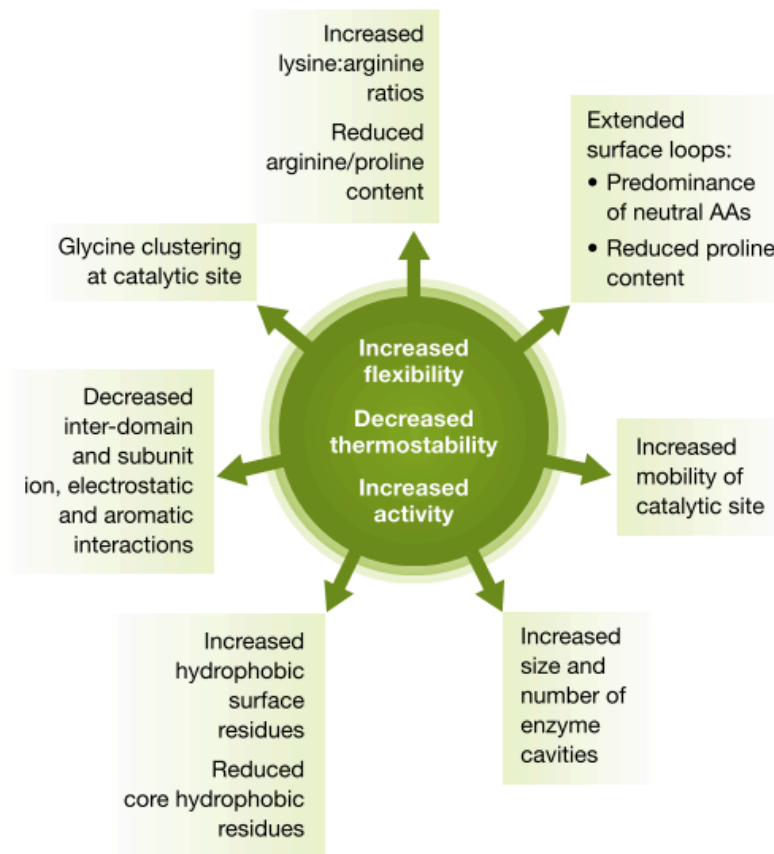 Increased
lysine:arginine
ratios
Reduced
arginine/proline
content
Extended
surface loops:
• Predominance
of neutral AAs
• Reduced proline
content
Glycine clustering
at catalytic site
Increased
flexibility
Decreased
thermostability
Increased
activity
Decreased
inter-domain
and subunit
ion, electrostatic
and aromatic
interactions
Increased
mobility of
catalytic site
Increased
hydrophobic
surface
residues
Reduced
core hydrophobic
residues
Increased
size and
number of
enzyme
cavities